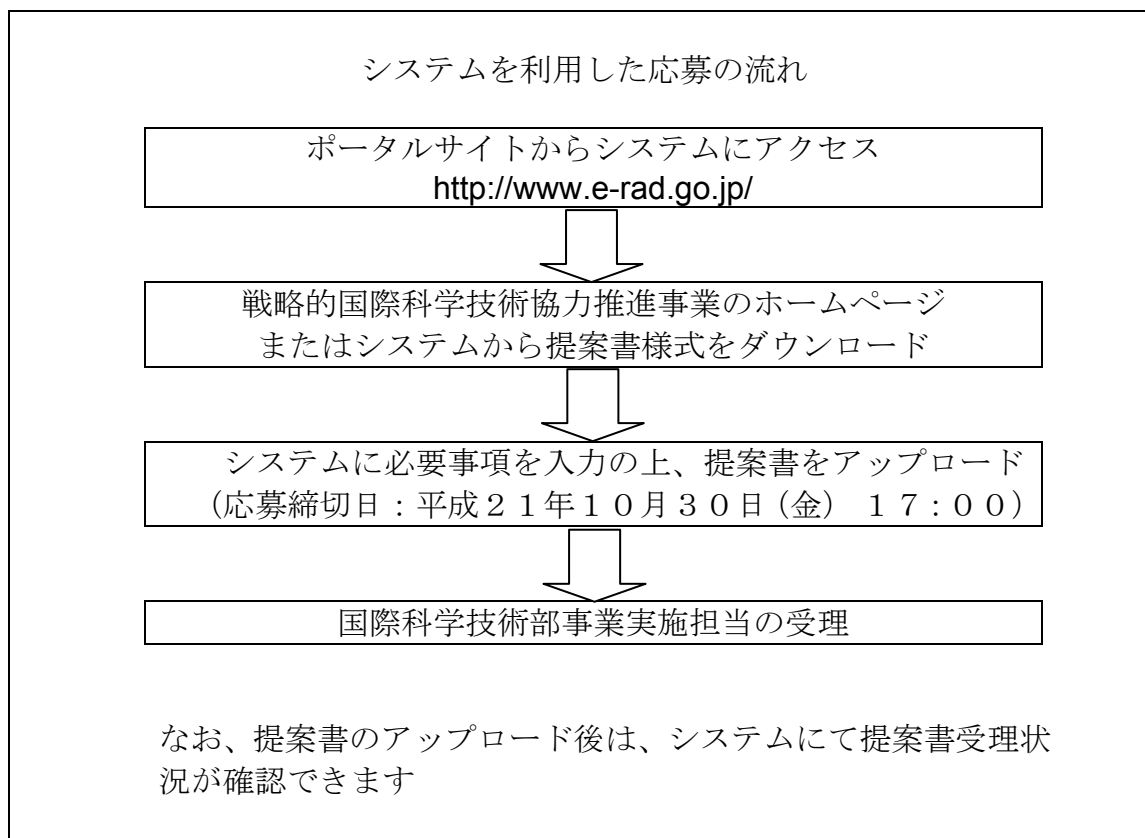 システムを利用した応募の流れ
ポータルサイトからシステムにアクセス
http://www.e-rad.go.jp/
戦略的国際科学技術協力推進事業のホームページ
またはシステムから提案書様式をダウンロード
システムに必要事項を入力の上、提案書をアップロード
（応募締切日：平成２１年１０月３０日（金）　１７：００）
国際科学技術部事業実施担当の受理
なお、提案書のアップロード後は、システムにて提案書受理状
況が確認できます